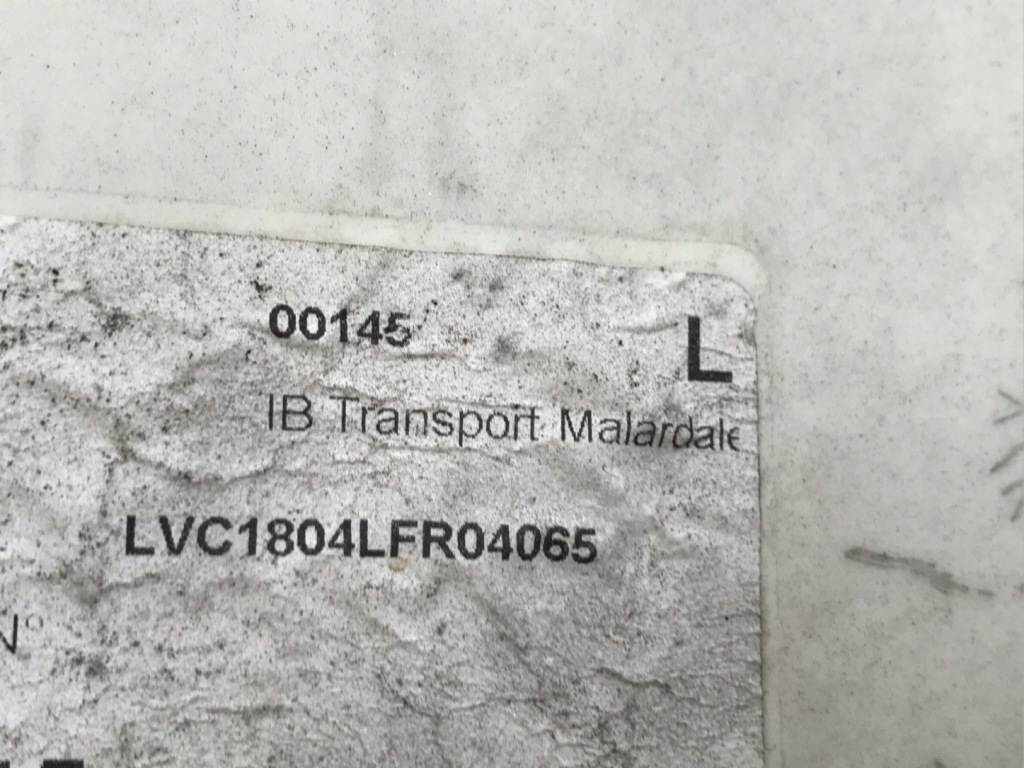 00145 L
IB Transport Malardale
LVC1804LFR04065
N°